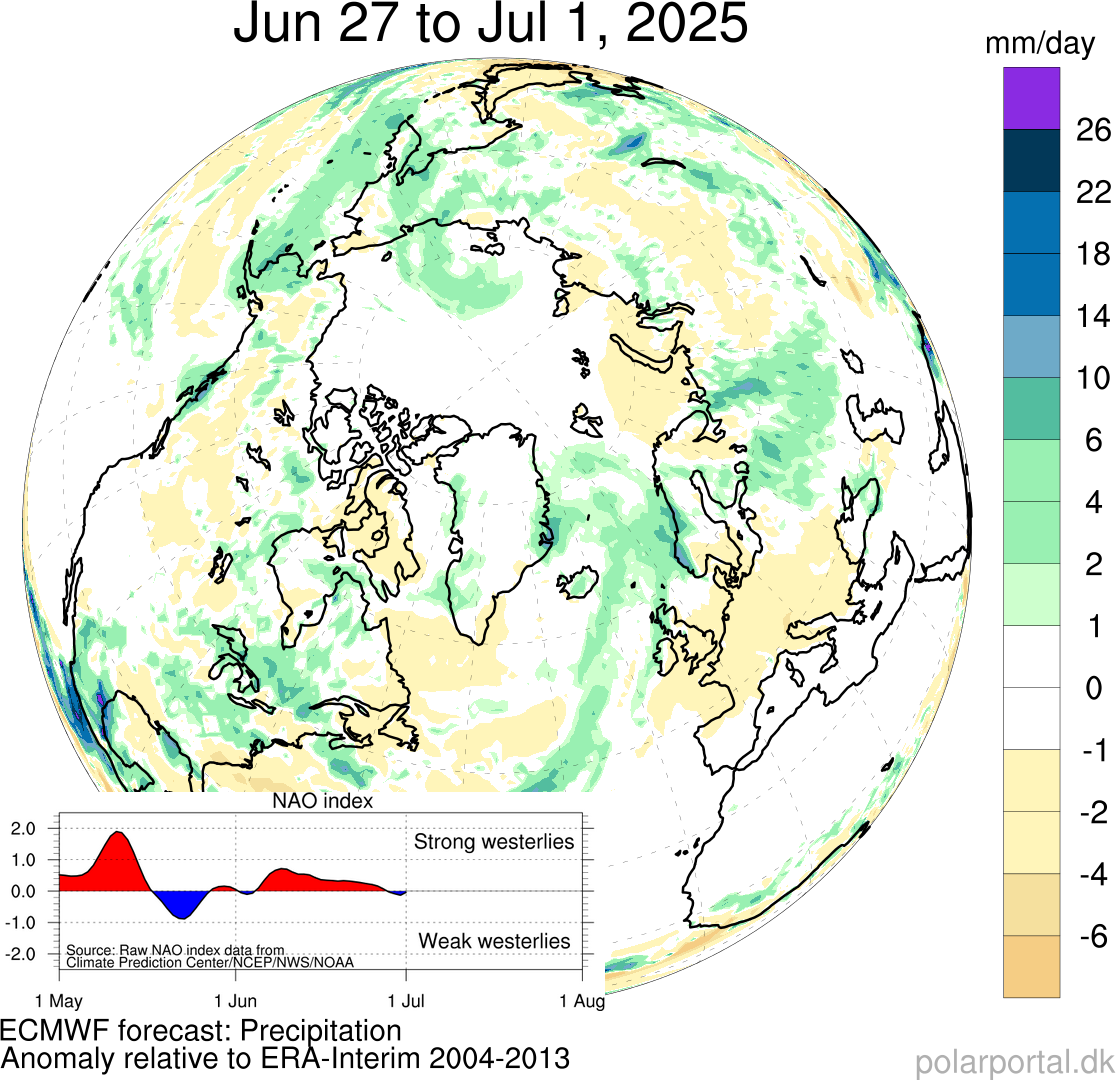 Jun 27 to Jul 1, 2025
mm/day
26
22
18
14
10
6
4
2
1
0
-1
-2
-4
-6
NAO index
2.0
1.0
0.0
-1.0
-2.0
Strong westerlies
Weak westerlies
Source: Raw NAO index data from
Climate Prediction Center/NCEP/NWS/NOAA
1 May 1 Jun 1 Jul 1 Aug
ECMWF forecast: Precipitation
Anomaly relative to ERA-Interim 2004-2013
polarportal.dk